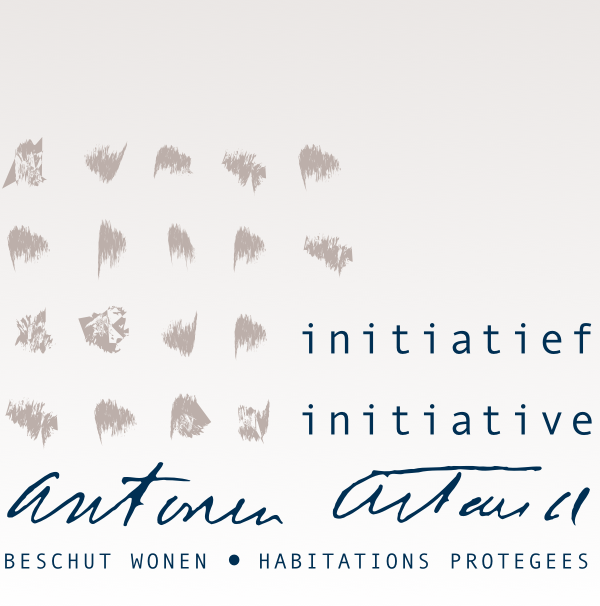 initiatief
initiative
Antonin Artaud
BESCHUT WONEN • HABITATIONS PROTEGEES